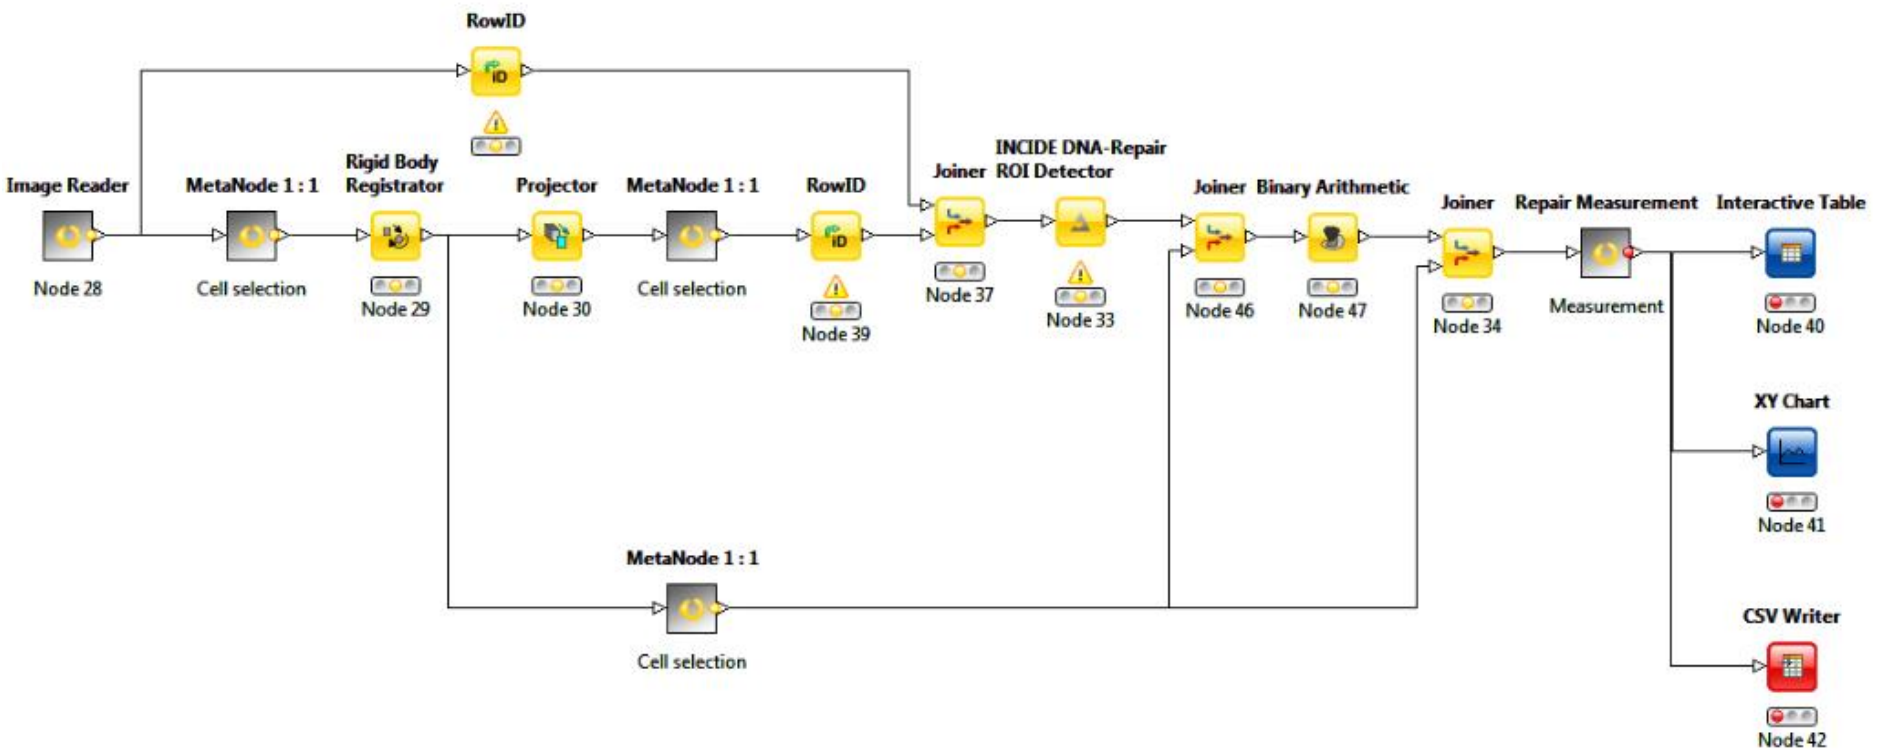 RowID
iD
Image Reader
Node 28
MetaNode 1 : 1
Cell selection
Rigid Body
Registrator
Node 29
Projector
Node 30
MetaNode 1 : 1
Cell selection
RowID
iD
Node 39
Joiner
Node 37
INCIDE DNA-Repair
ROI Detector
Node 33
Joiner
Node 46
Binary Arithmetic
Node 47
Joiner
Node 34
Repair Measurement
Measurement
Interactive Table
Node 40
XY Chart
Node 41
MetaNode 1 : 1
Cell selection
CSV Writer
Node 42